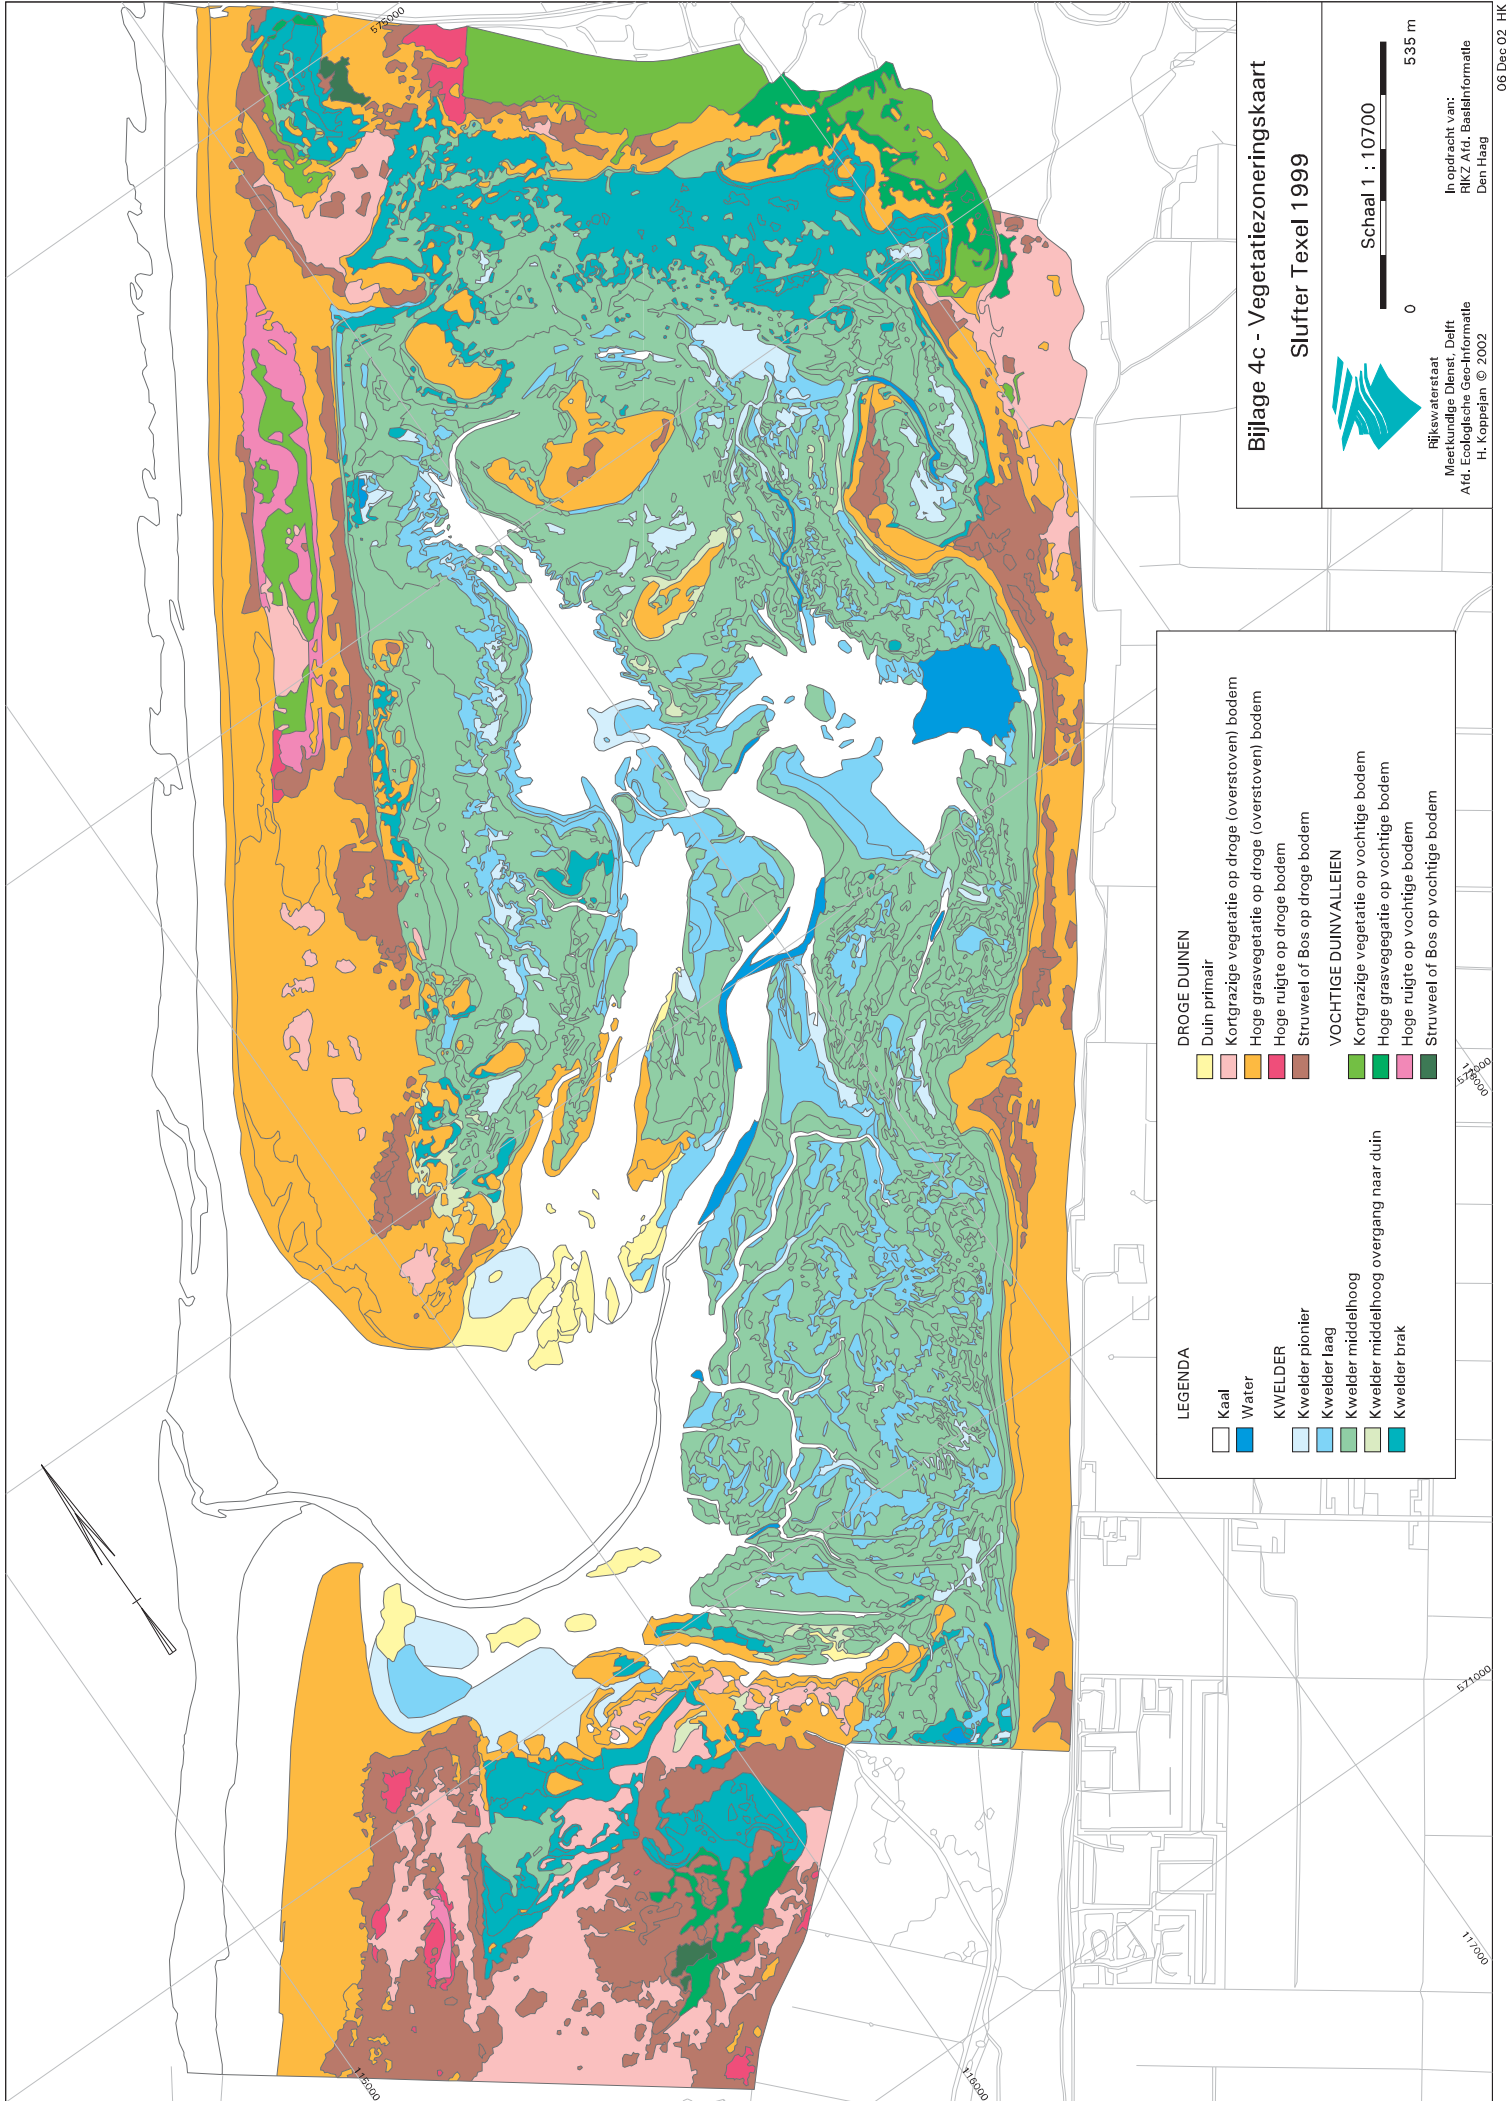 Bijlage 4c - Vegetatiezoneringskaart
Slufter Texel 1999
Schaal 1 : 10700
0
535 m
Rijkswaterstaat
Meetkundige Dienst, Delft
Afd. Ecologische Geo-Informatie
H. Koppejan © 2002
In opdracht van:
RIKZ Afd. BasisInformatie
Den Haag
06 Dec 02 HK
LEGENDA
Kaal
Water
KWELDER
Kwelder pionier
Kwelder laag
Kwelder middelhoog
Kwelder middelhoog overgang naar duin
Kwelder brak
DROGE DUINEN
Duin primair
Kortgrazige vegetatie op droge (overstoven) bodem
Hoge grasvegetatie op droge (overstoven) bodem
Hoge ruigte op droge bodem
Struweel of Bos op droge bodem
VOCHTIGE DUINVALLEIEN
Kortgrazige vegetatie op vochtige bodem
Hoge grasvegegatie op vochtige bodem
Hoge ruigte op vochtige bodem
Struweel of Bos op vochtige bodem
575000
572000
571000
117000
116000
115000